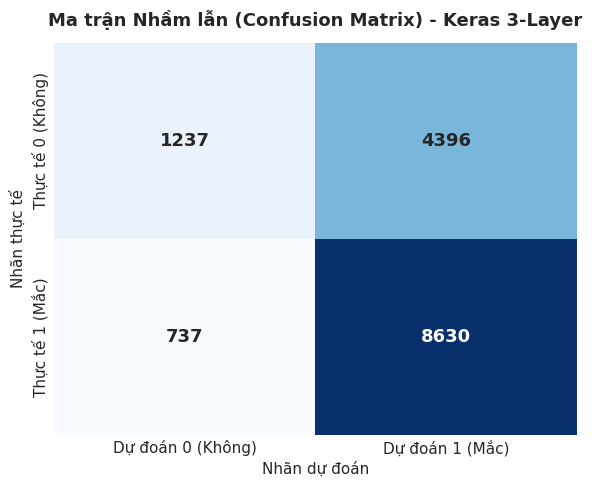 Ma trận Nhầm lẫn (Confusion Matrix) - Keras 3-Layer
Nhãn thực tế
Thực tế 0 (Không)
1237
4396
Thực tế 1 (Mắc)
737
8630
Dự đoán 0 (Không)
Dự đoán 1 (Mắc)
Nhãn dự đoán